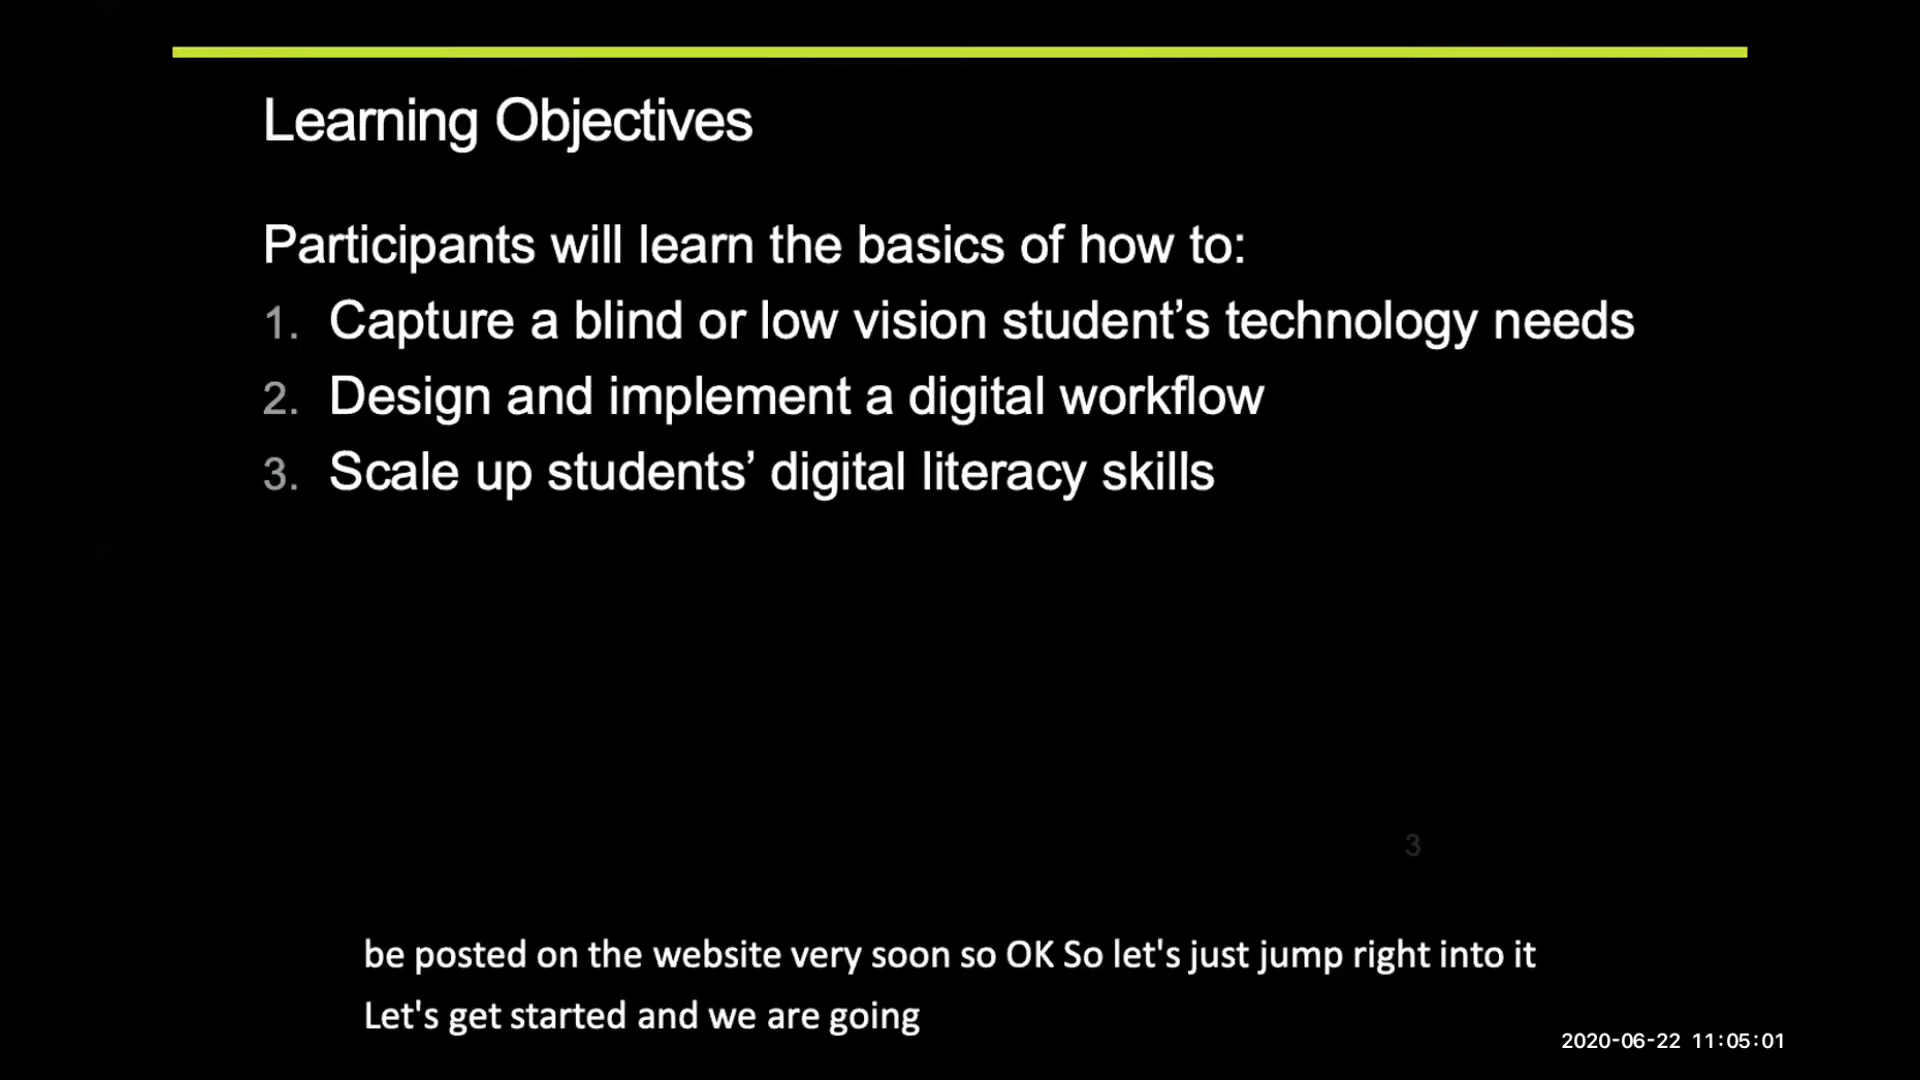 Learning Objectives
Participants will learn the basics of how to:
1. Capture a blind or low vision student’s technology needs
2. Design and implement a digital workflow
3. Scale up students’ digital literacy skills
3
be posted on the website very soon so OK So let's just jump right into it
Let's get started and we are going
2020-06-22 11:05:01